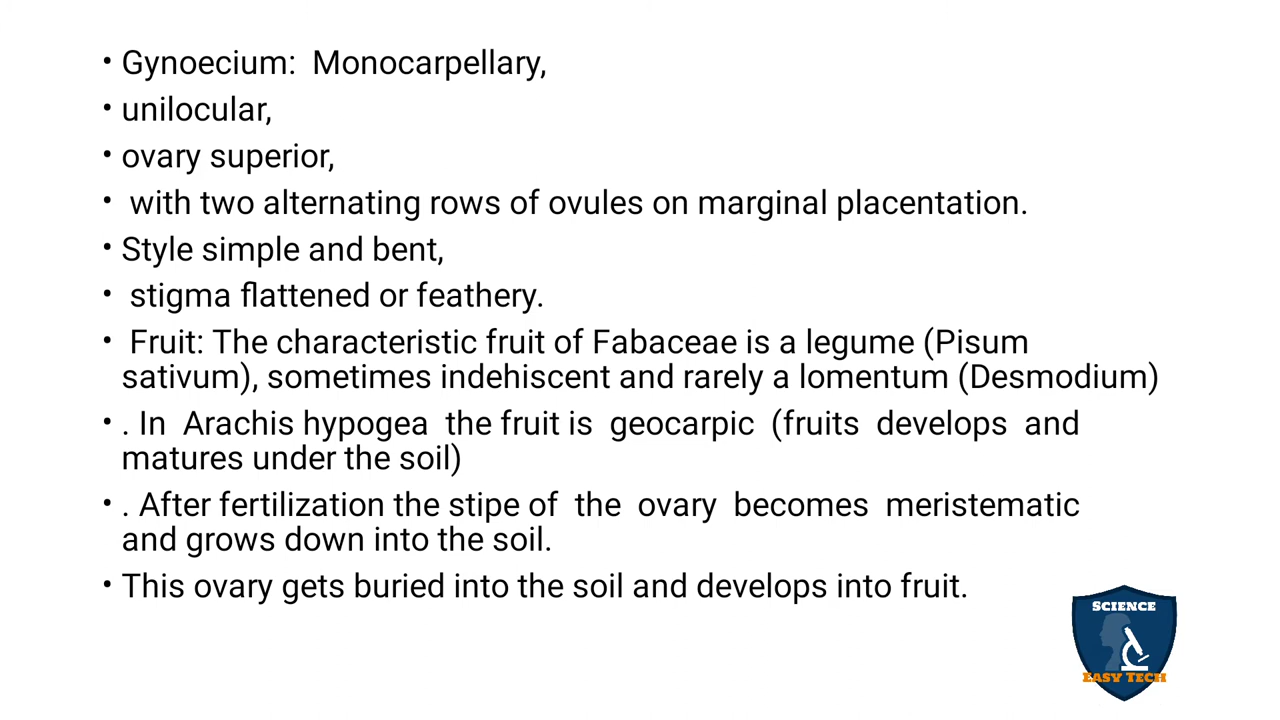 • Gynoecium:  Monocarpellary,
• unilocular,
• ovary superior,
•  with two alternating rows of ovules on marginal placentation.
• Style simple and bent,
•  stigma flattened or feathery.
•  Fruit: The characteristic fruit of Fabaceae is a legume (Pisum
sativum), sometimes indehiscent and rarely a lomentum (Desmodium)
• . In  Arachis hypogea  the fruit is  geocarpic  (fruits  develops  and
matures under the soil)
• . After fertilization the stipe of  the  ovary  becomes  meristematic
and grows down into the soil.
• This ovary gets buried into the soil and develops into fruit.
SCIENCE
EASY TECH